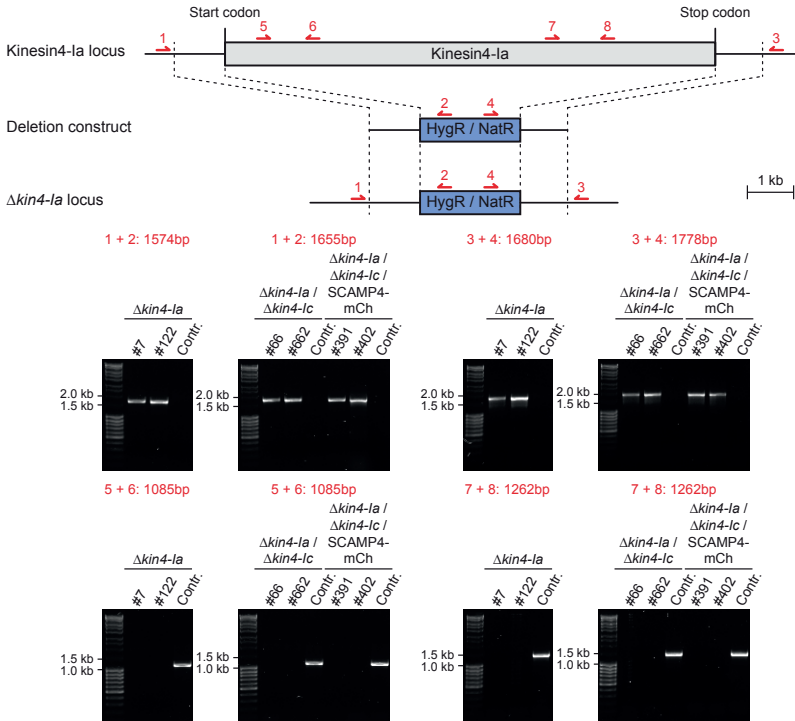 Start codon
Stop codon
1
5
6
7
8
3
Kinesin4-Ia locus
Kinesin4-Ia
2
4
Deletion construct
HygR / NatR
1
2
4
3
Δkin4-Ia locus
HygR / NatR
1 kb
1 + 2: 1574bp
1 + 2: 1655bp
3 + 4: 1680bp
3 + 4: 1778bp
Δkin4-Ia
#7
#122
Contr.
2.0 kb
1.5 kb
Δkin4-Ia /
Δkin4-Ic
#66
#662
Contr.
Δkin4-Ia /
Δkin4-Ic /
SCAMP4-
mCh
#391
#402
Contr.
2.0 kb
1.5 kb
Δkin4-Ia
#7
#122
Contr.
2.0 kb
1.5 kb
Δkin4-Ia /
Δkin4-Ic
#66
#662
Contr.
Δkin4-Ia /
Δkin4-Ic /
SCAMP4-
mCh
#391
#402
Contr.
2.0 kb
1.5 kb
5 + 6: 1085bp
5 + 6: 1085bp
7 + 8: 1262bp
7 + 8: 1262bp
Δkin4-Ia
#7
#122
Contr.
1.5 kb
1.0 kb
Δkin4-Ia /
Δkin4-Ic
#66
#662
Contr.
Δkin4-Ia /
Δkin4-Ic /
SCAMP4-
mCh
#391
#402
Contr.
1.5 kb
1.0 kb
Δkin4-Ia
#7
#122
Contr.
1.5 kb
1.0 kb
Δkin4-Ia /
Δkin4-Ic
#66
#662
Contr.
Δkin4-Ia /
Δkin4-Ic /
SCAMP4-
mCh
#391
#402
Contr.
1.5 kb
1.0 kb